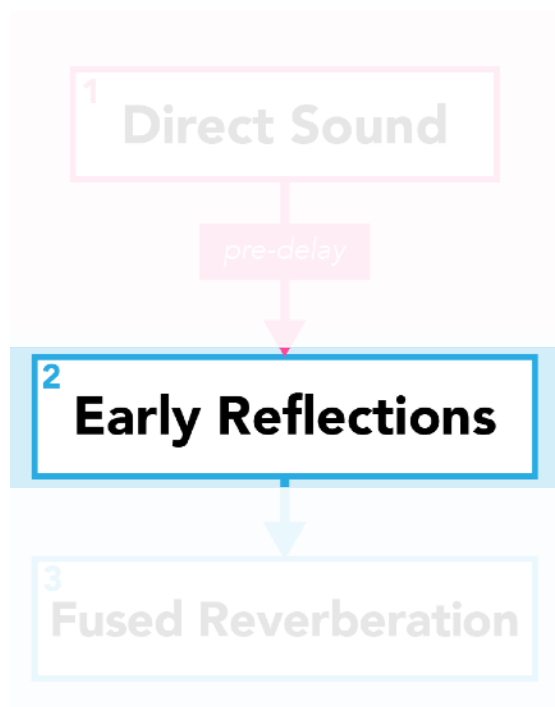 1
Direct Sound
pre-delay
2
Early Reflections
3
Fused Reverberation